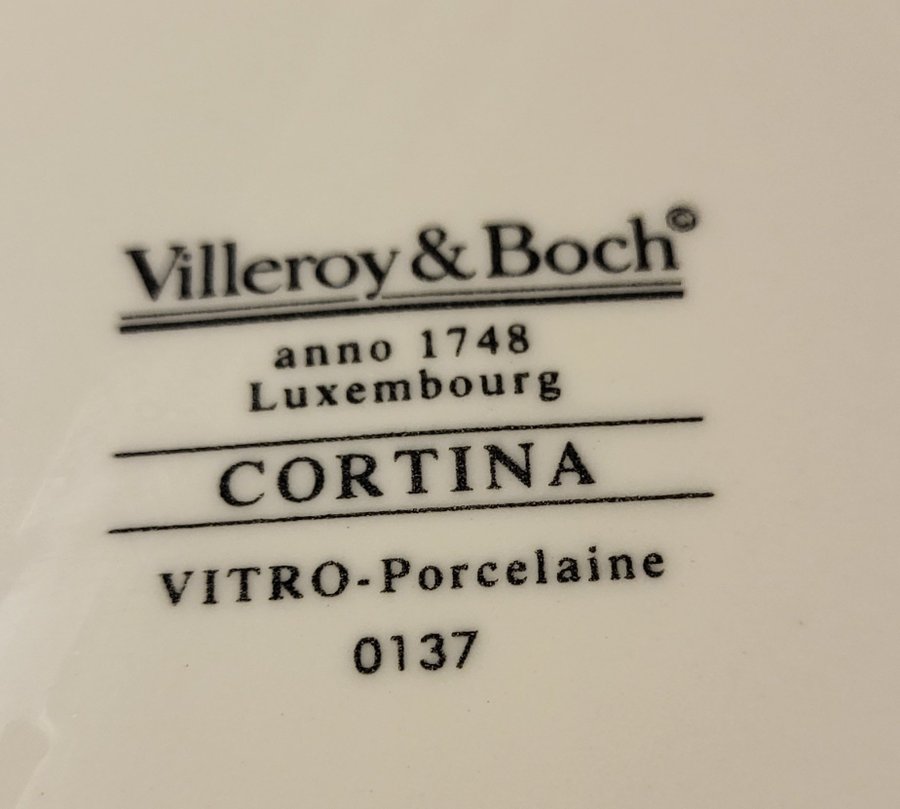 Villeroy & Boch©
anno 1748
Luxembourg
CORTINA
VITRO-Porcelaine
0137